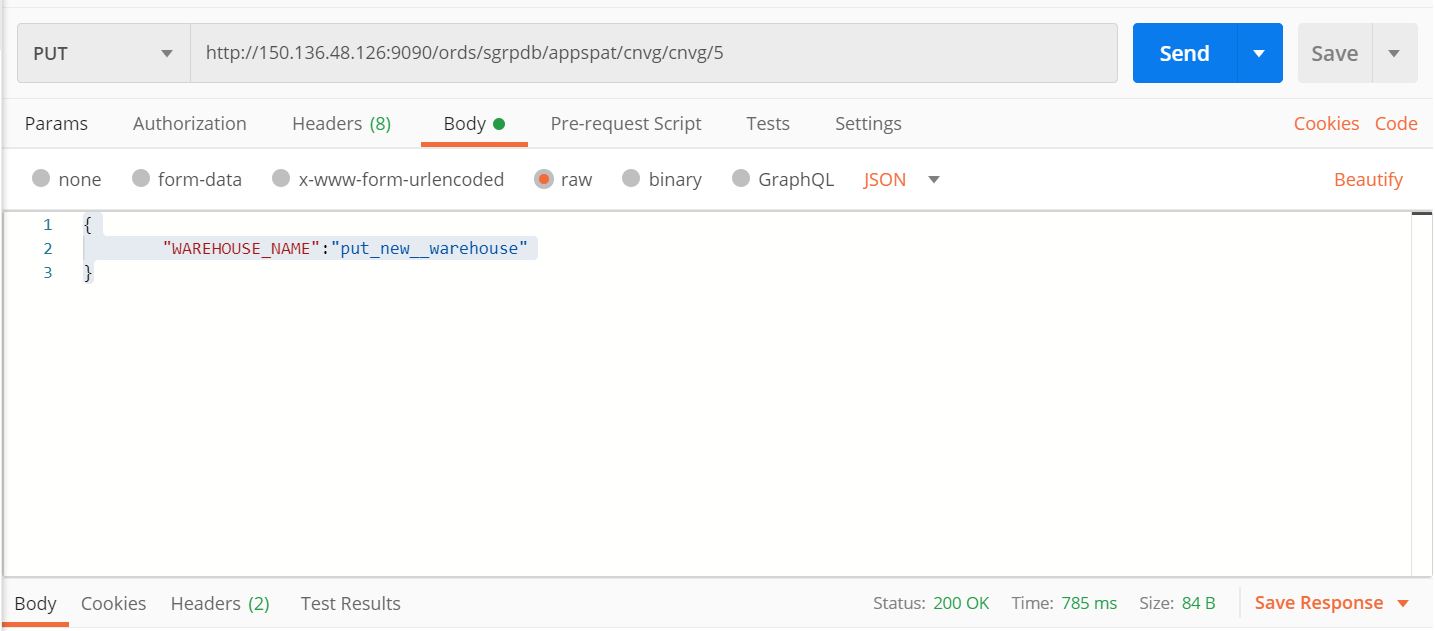 PUT http://150.136.48.126:9090/ords/sgrpdb/appspat/cnvg/cnvg/5 Send Save
Params Authorization Headers (8) Body Pre-request Script Tests Settings Cookies Code
none form-data x-www-form-urlencoded raw binary GraphQL JSON Beautify
1 {
2 "WAREHOUSE_NAME":"put_new__warehouse"
3 }
Body Cookies Headers (2) Test Results Status: 200 OK Time: 785 ms Size: 84 B Save Response